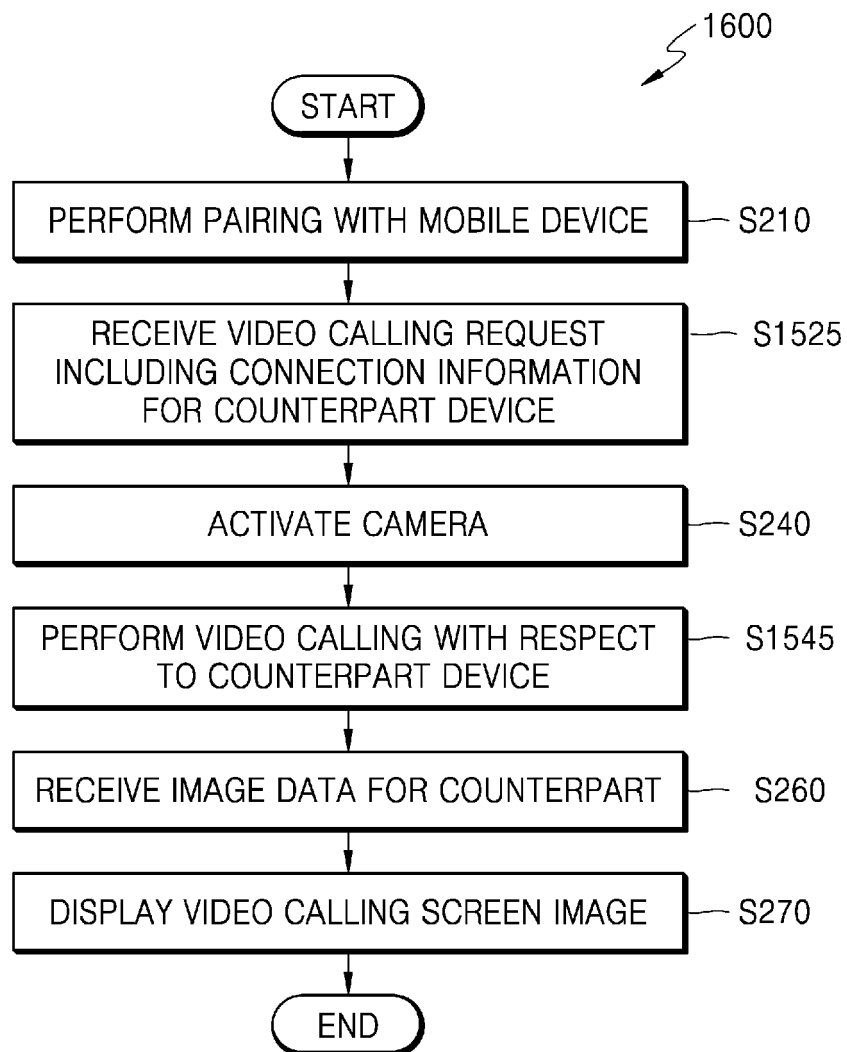 1600
START
PERFORM PAIRING WITH MOBILE DEVICE
S210
RECEIVE VIDEO CALLING REQUEST
INCLUDING CONNECTION INFORMATION
FOR COUNTERPART DEVICE
S1525
ACTIVATE CAMERA
S240
PERFORM VIDEO CALLING WITH RESPECT
TO COUNTERPART DEVICE
S1545
RECEIVE IMAGE DATA FOR COUNTERPART
S260
DISPLAY VIDEO CALLING SCREEN IMAGE
S270
END